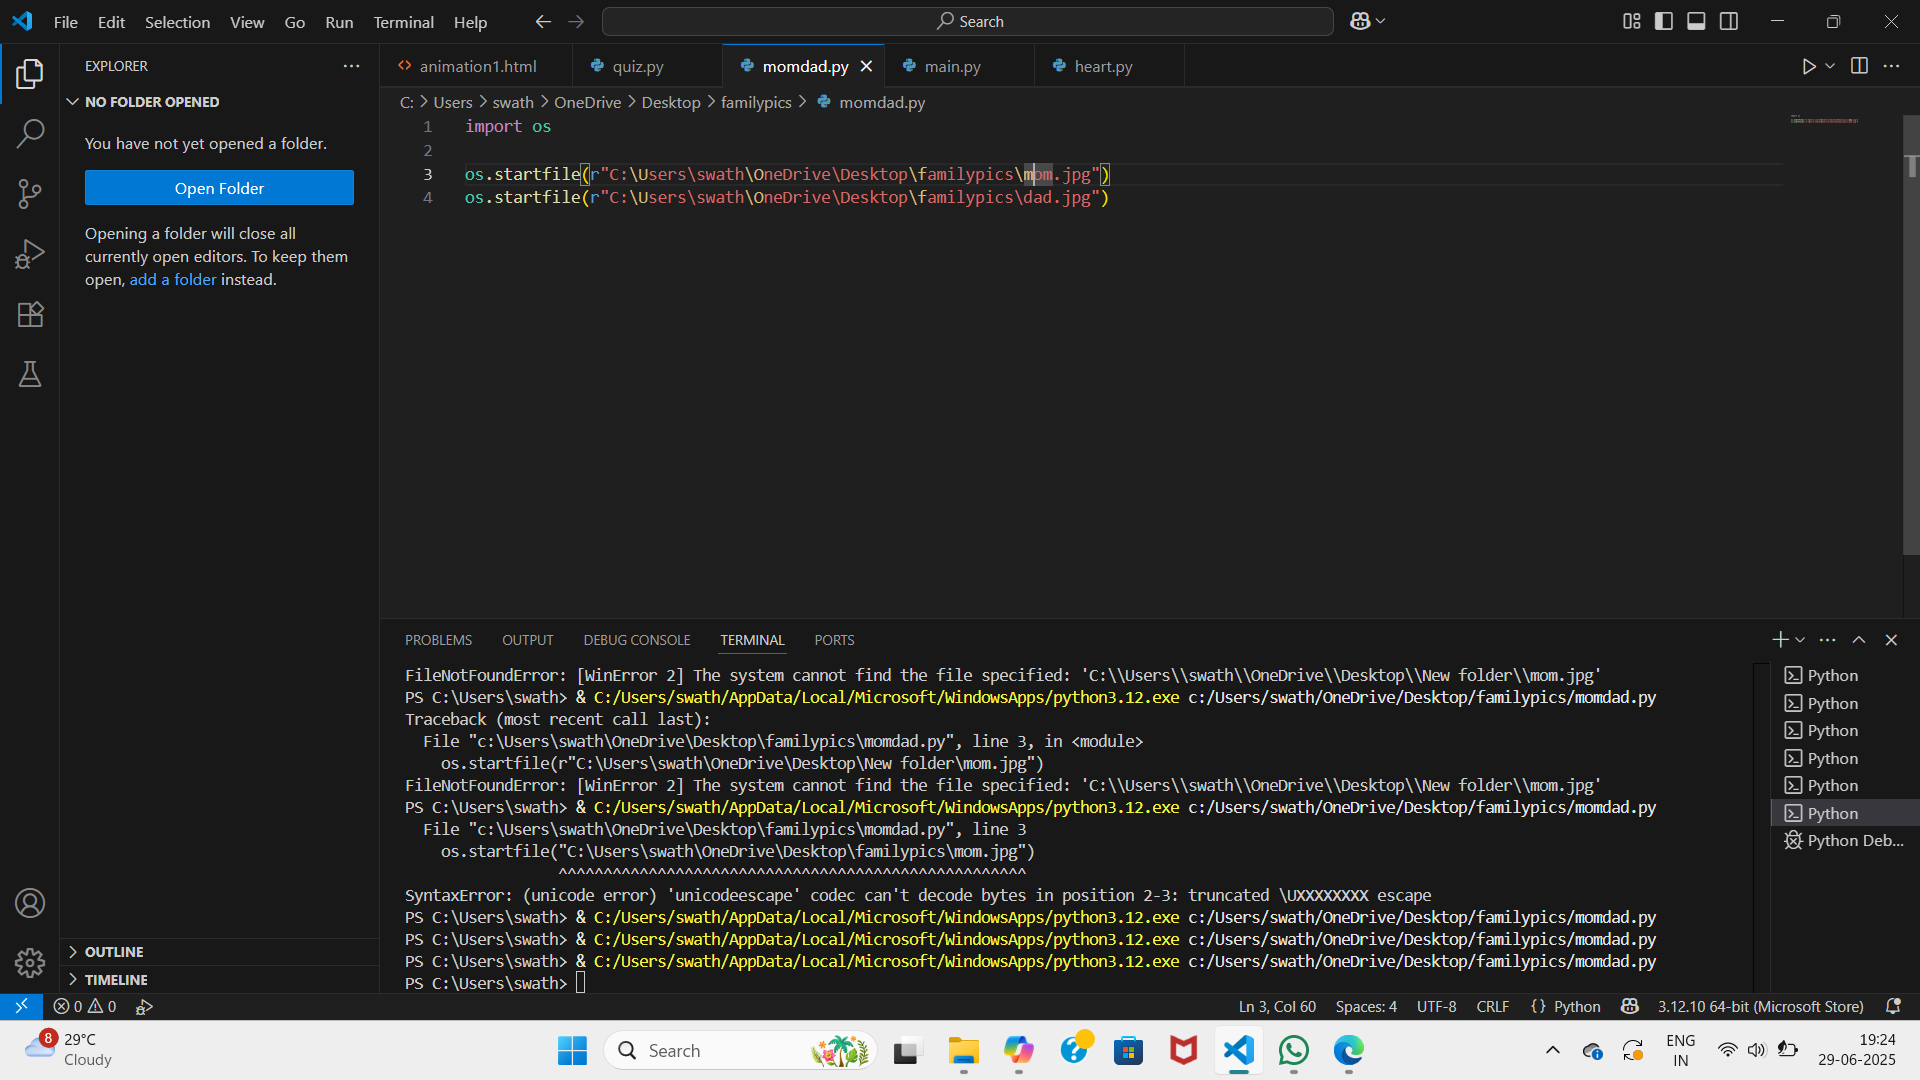 File Edit Selection View Go Run Terminal Help
Search
EXPLORER
NO FOLDER OPENED
You have not yet opened a folder.
Open Folder
Opening a folder will close all
currently open editors. To keep them
open, add a folder instead.
OUTLINE
TIMELINE
animation1.html quiz.py momdad.py main.py heart.py
C: > Users > swath > OneDrive > Desktop > familypics > momdad.py
1 import os
2
3 os.startfile(r"C:\Users\swath\OneDrive\Desktop\familypics\mom.jpg")
4 os.startfile(r"C:\Users\swath\OneDrive\Desktop\familypics\dad.jpg")
PROBLEMS OUTPUT DEBUG CONSOLE TERMINAL PORTS
FileNotFoundError: [WinError 2] The system cannot find the file specified: 'C:\\Users\\swath\\OneDrive\\Desktop\\New folder\\mom.jpg'
PS C:\Users\swath> & C:/Users/swath/AppData/Local/Microsoft/WindowsApps/python3.12.exe c:/Users/swath/OneDrive/Desktop/familypics/momdad.py
Traceback (most recent call last):
  File "c:\Users\swath\OneDrive\Desktop\familypics\momdad.py", line 3, in <module>
    os.startfile(r"C:\Users\swath\OneDrive\Desktop\New folder\mom.jpg")
FileNotFoundError: [WinError 2] The system cannot find the file specified: 'C:\\Users\\swath\\OneDrive\\Desktop\\New folder\\mom.jpg'
PS C:\Users\swath> & C:/Users/swath/AppData/Local/Microsoft/WindowsApps/python3.12.exe c:/Users/swath/OneDrive/Desktop/familypics/momdad.py
  File "c:\Users\swath\OneDrive\Desktop\familypics\momdad.py", line 3
    os.startfile("C:\Users\swath\OneDrive\Desktop\familypics\mom.jpg")
                 ^^^^^^^^^^^^^^^^^^^^^^^^^^^^^^^^^^^^^^^^^^^^^^^^^^^^
SyntaxError: (unicode error) 'unicodeescape' codec can't decode bytes in position 2-3: truncated \UXXXXXXXX escape
PS C:\Users\swath> & C:/Users/swath/AppData/Local/Microsoft/WindowsApps/python3.12.exe c:/Users/swath/OneDrive/Desktop/familypics/momdad.py
PS C:\Users\swath> & C:/Users/swath/AppData/Local/Microsoft/WindowsApps/python3.12.exe c:/Users/swath/OneDrive/Desktop/familypics/momdad.py
PS C:\Users\swath> & C:/Users/swath/AppData/Local/Microsoft/WindowsApps/python3.12.exe c:/Users/swath/OneDrive/Desktop/familypics/momdad.py
PS C:\Users\swath>
Python
Python
Python
Python
Python
Python
Python Deb...
0 0 Ln 3, Col 60 Spaces: 4 UTF-8 CRLF {} Python 3.12.10 64-bit (Microsoft Store)
8 29°C
Cloudy
Search
ENG
IN
19:24
29-06-2025